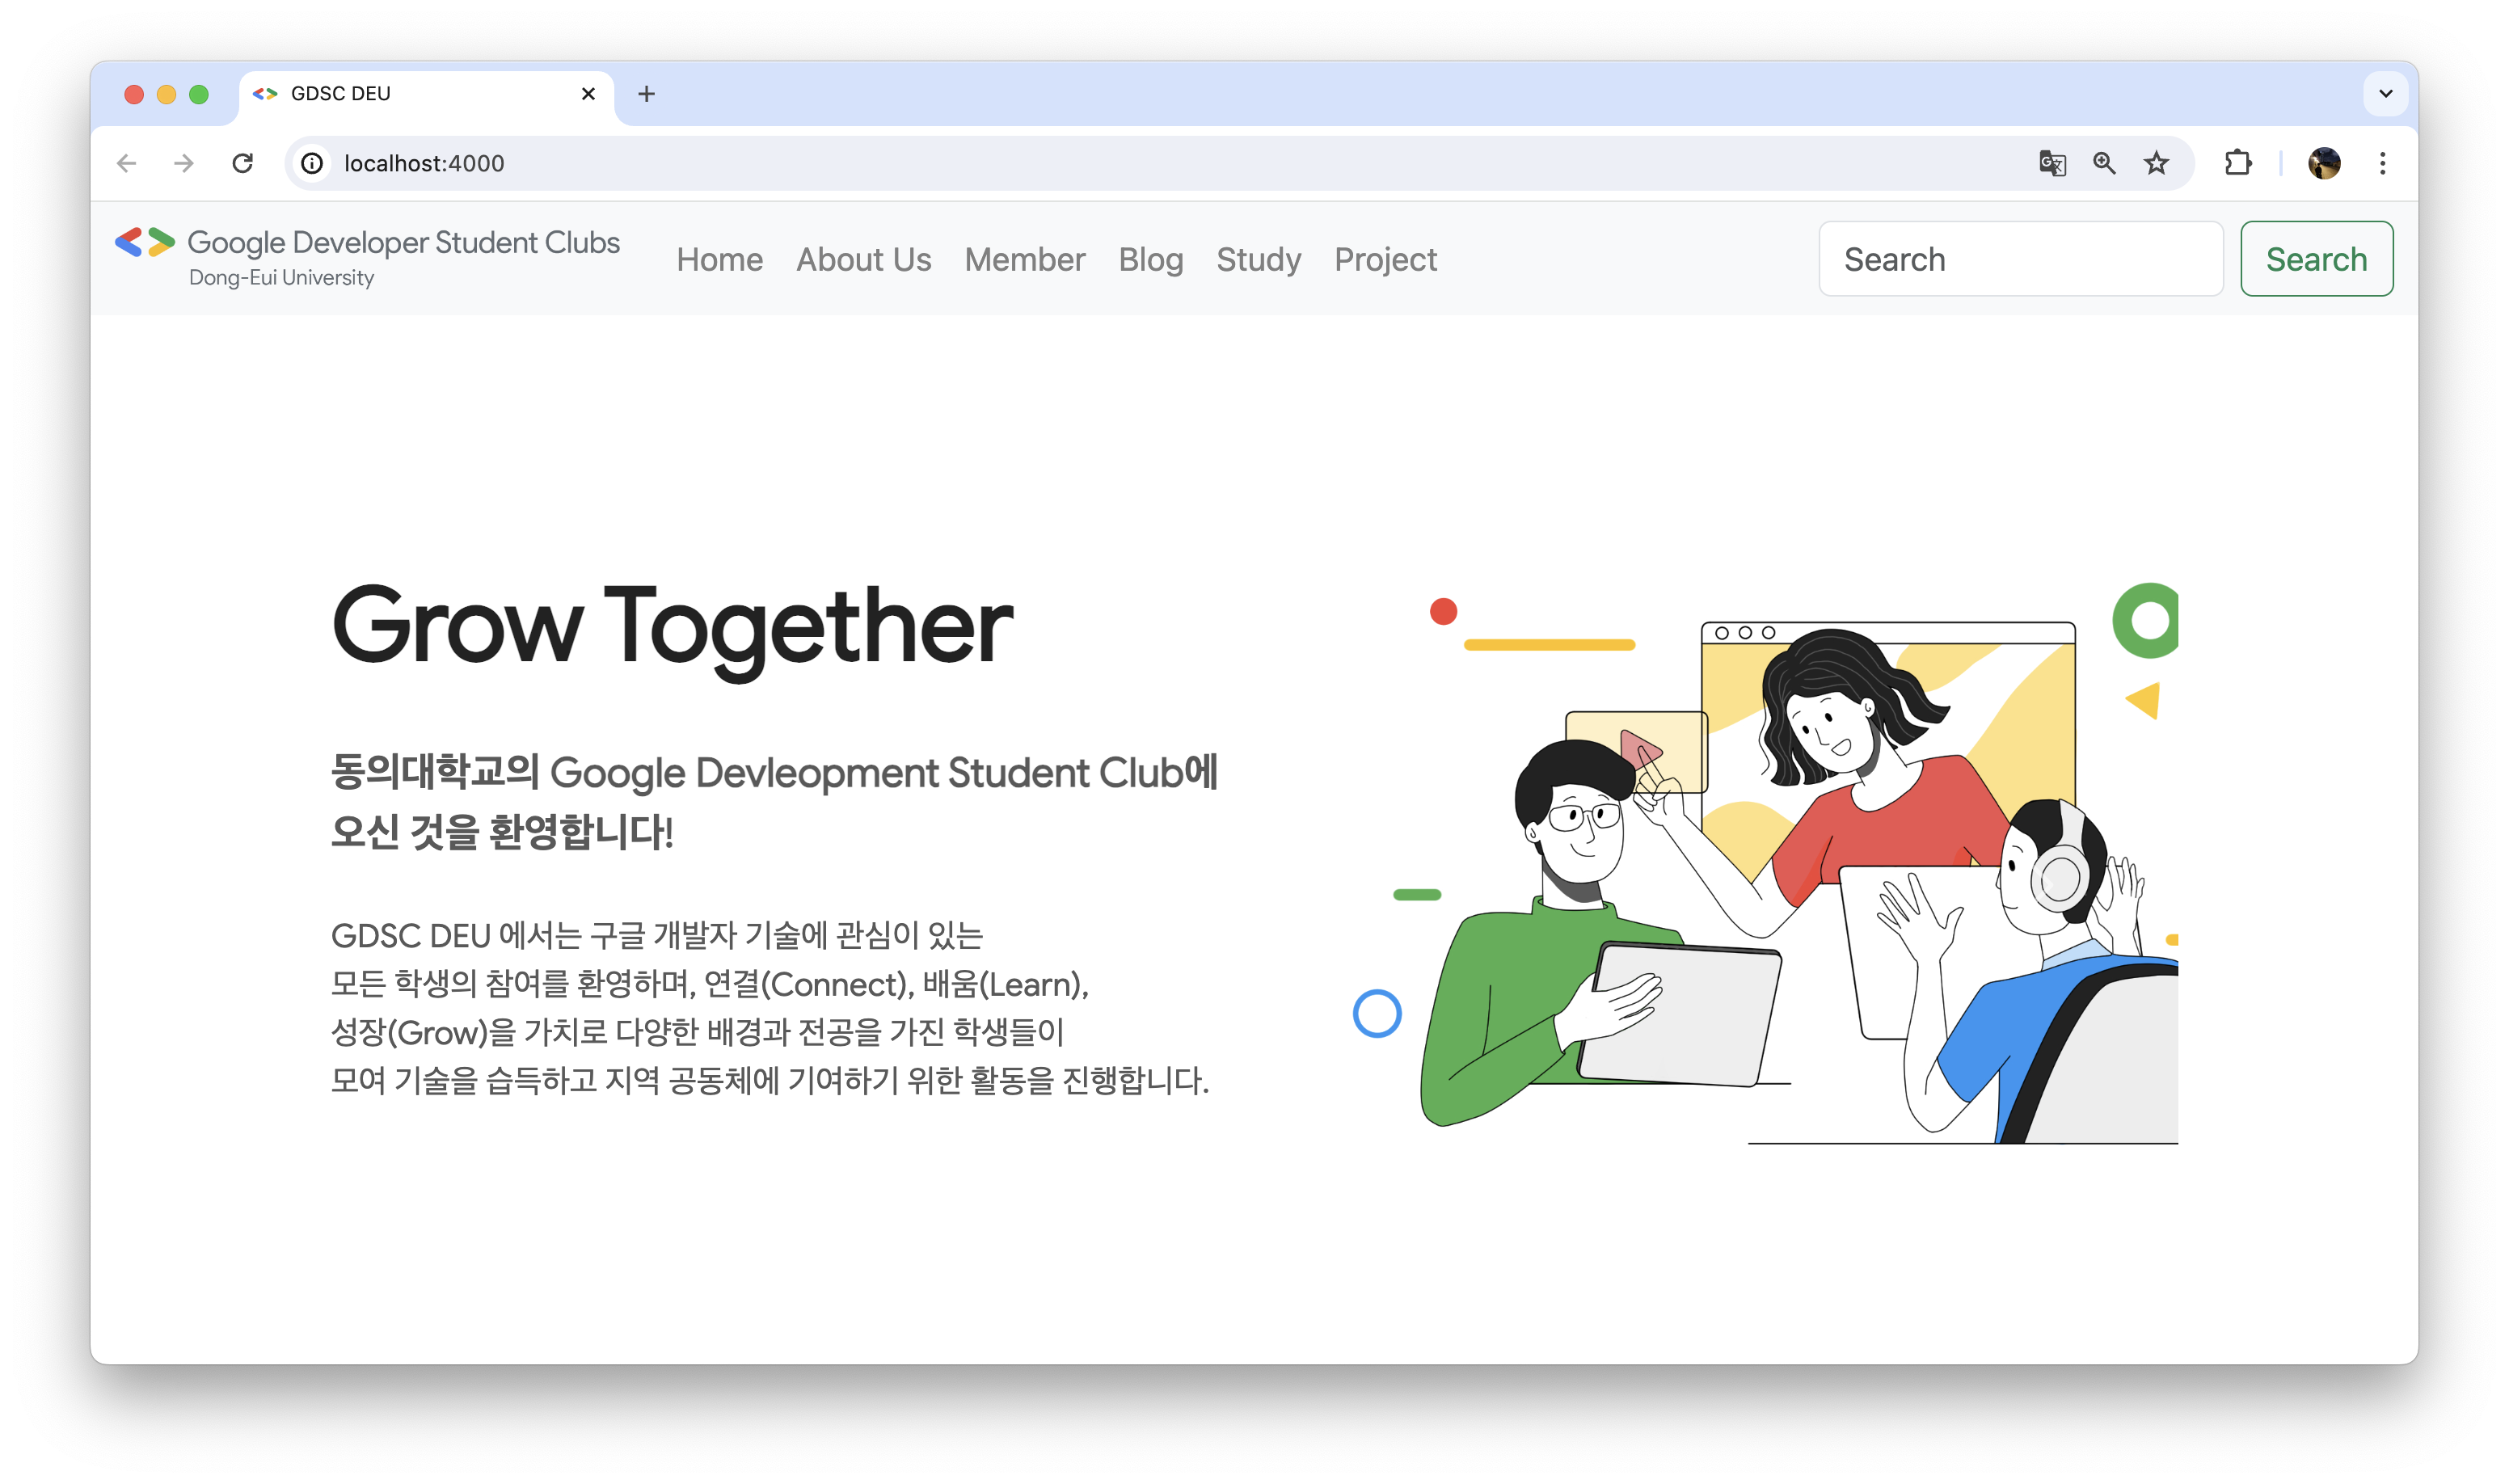 GDSC DEU
localhost:4000
Google Developer Student Clubs
Dong-Eui University
Home About Us Member Blog Study Project
Search Search
Grow Together
동의대학교의 Google Devleopment Student Club에
오신 것을 환영합니다!
GDSC DEU 에서는 구글 개발자 기술에 관심이 있는
모든 학생의 참여를 환영하며, 연결(Connect), 배움(Learn),
성장(Grow)을 가치로 다양한 배경과 전공을 가진 학생들이
모여 기술을 습득하고 지역 공동체에 기여하기 위한 활동을 진행합니다.